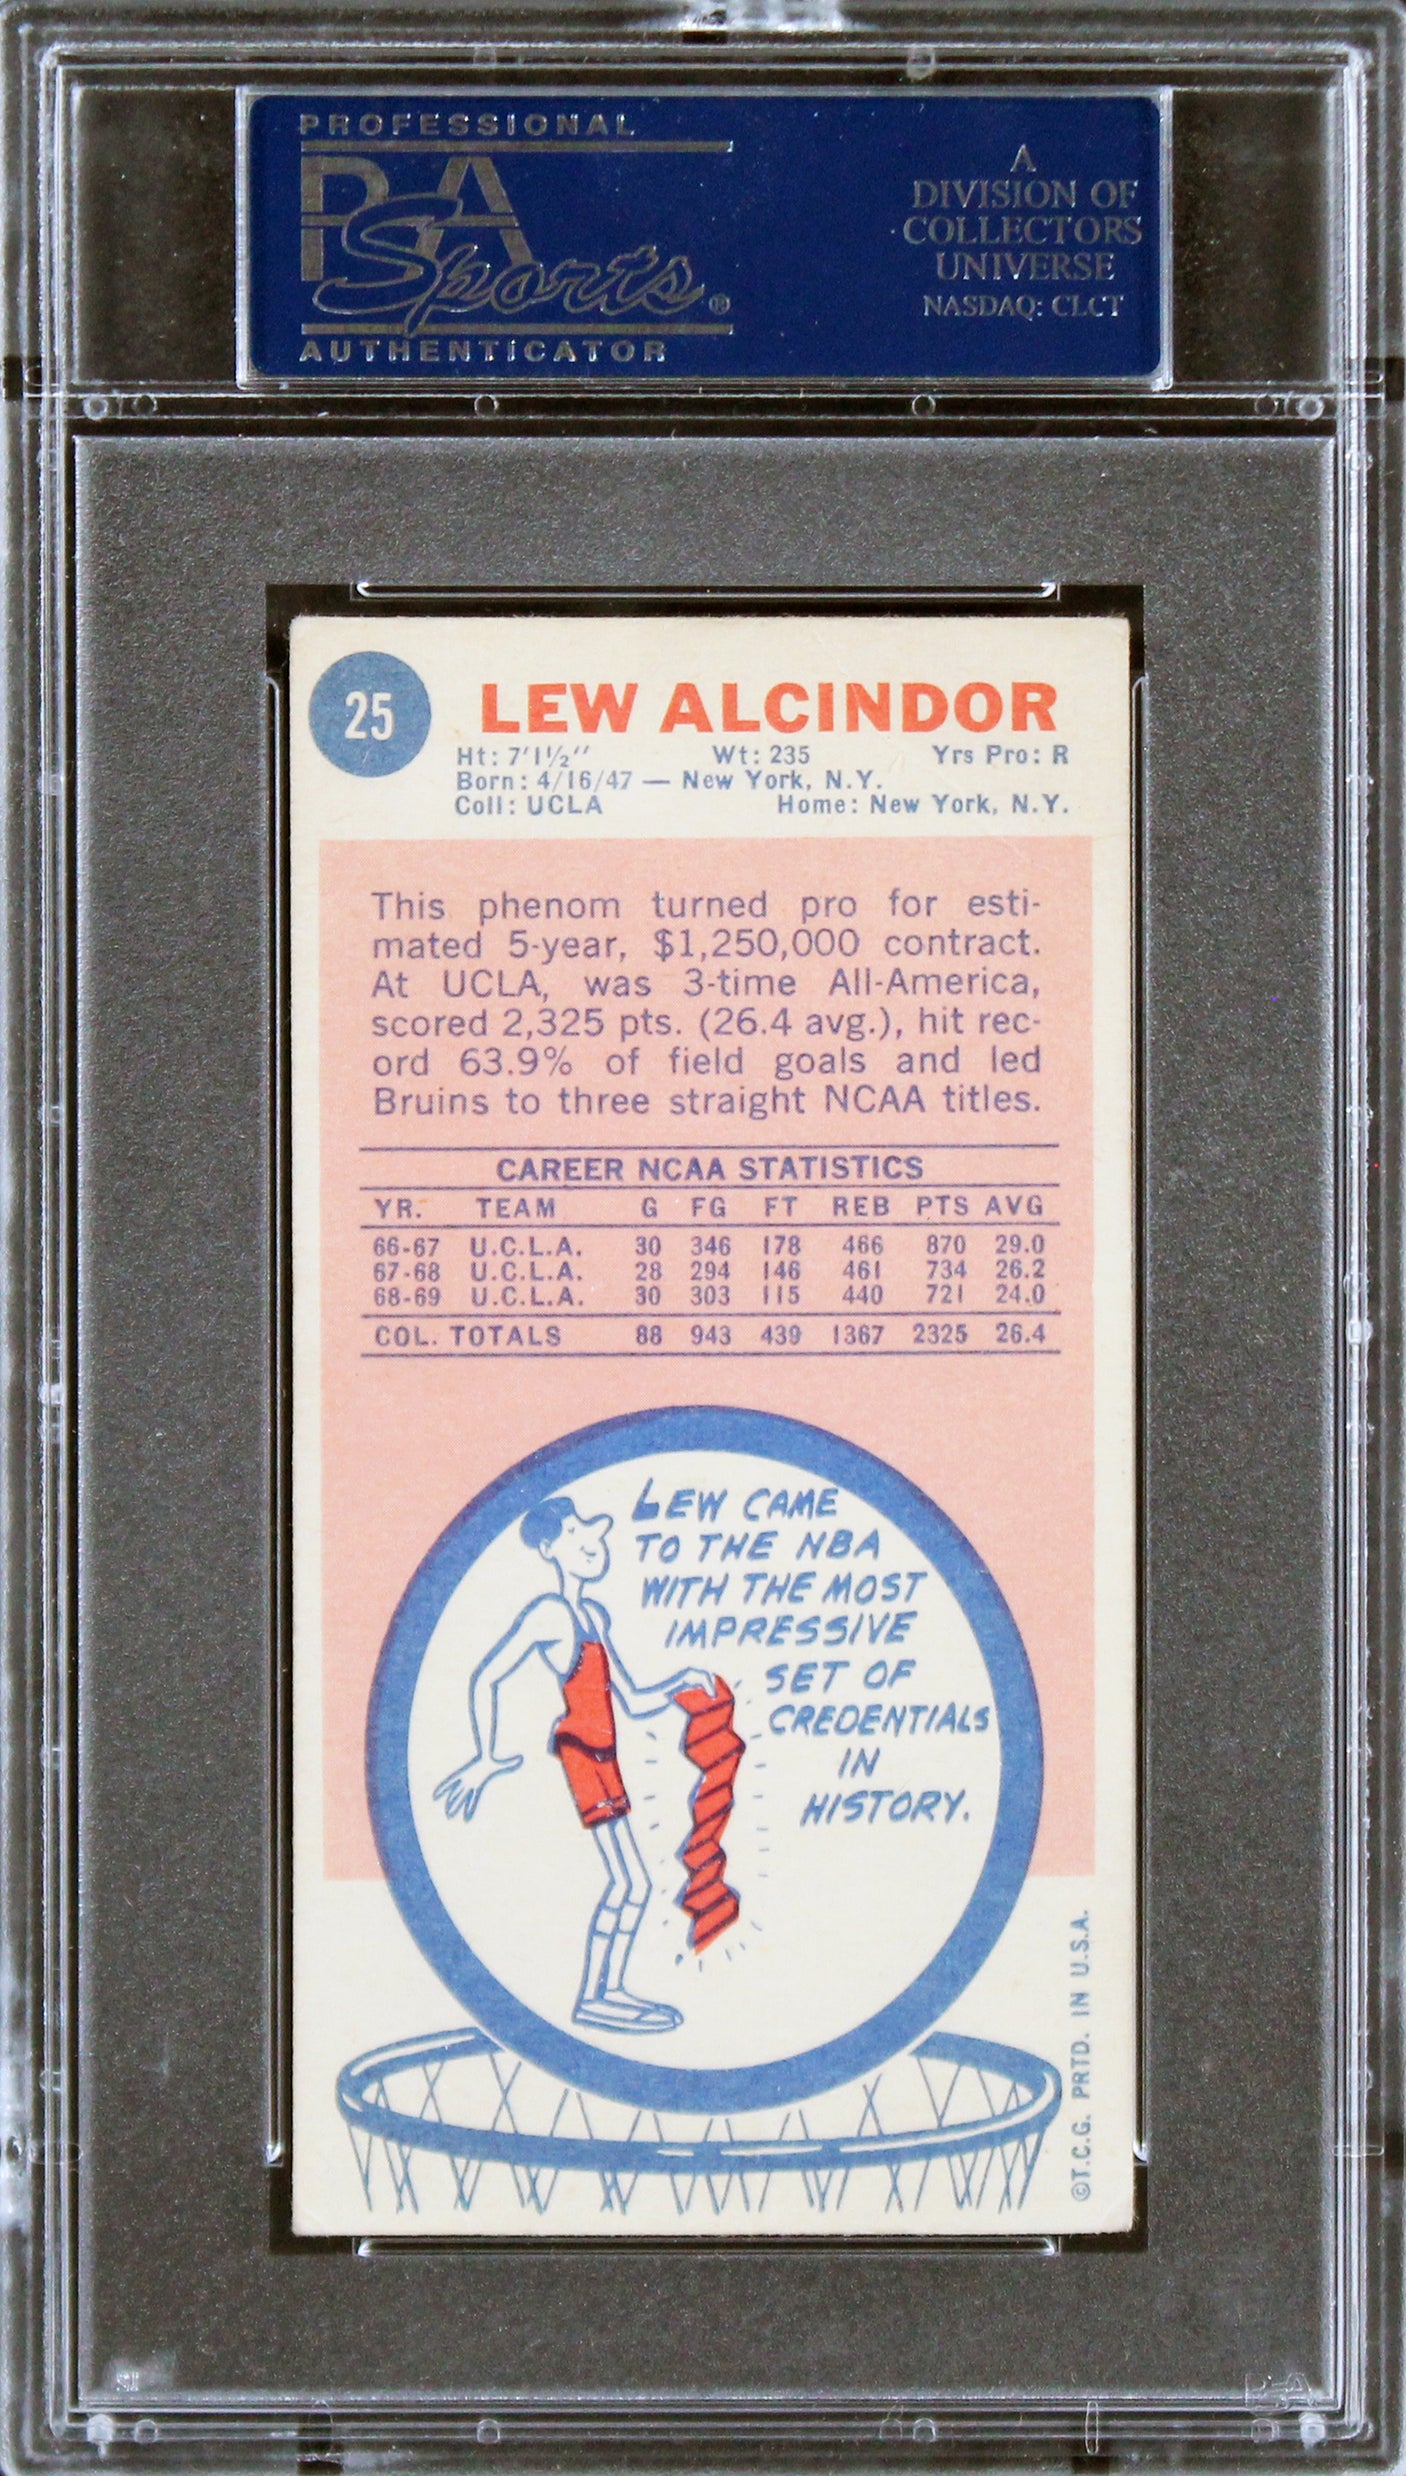 PROFESSIONAL
PSA
Sports®
AUTHENTICATOR
A
DIVISION OF
COLLECTORS
UNIVERSE
NASDAQ: CLCT
25
LEW ALCINDOR
Ht: 7'1½" Wt: 235 Yrs Pro: R
Born: 4/16/47 — New York, N.Y.
Coll: UCLA Home: New York, N.Y.
This phenom turned pro for esti-
mated 5-year, $1,250,000 contract.
At UCLA, was 3-time All-America,
scored 2,325 pts. (26.4 avg.), hit rec-
ord 63.9% of field goals and led
Bruins to three straight NCAA titles.
CAREER NCAA STATISTICS
YR. TEAM G FG FT REB PTS AVG
66-67 U.C.L.A. 30 346 178 466 870 29.0
67-68 U.C.L.A. 28 294 146 461 734 26.2
68-69 U.C.L.A. 30 303 115 440 721 24.0
COL. TOTALS 88 943 439 1367 2325 26.4
LEW CAME
TO THE NBA
WITH THE MOST
IMPRESSIVE
SET OF
CREDENTIALS
IN
HISTORY.
©T.C.G. PRTD. IN U.S.A.